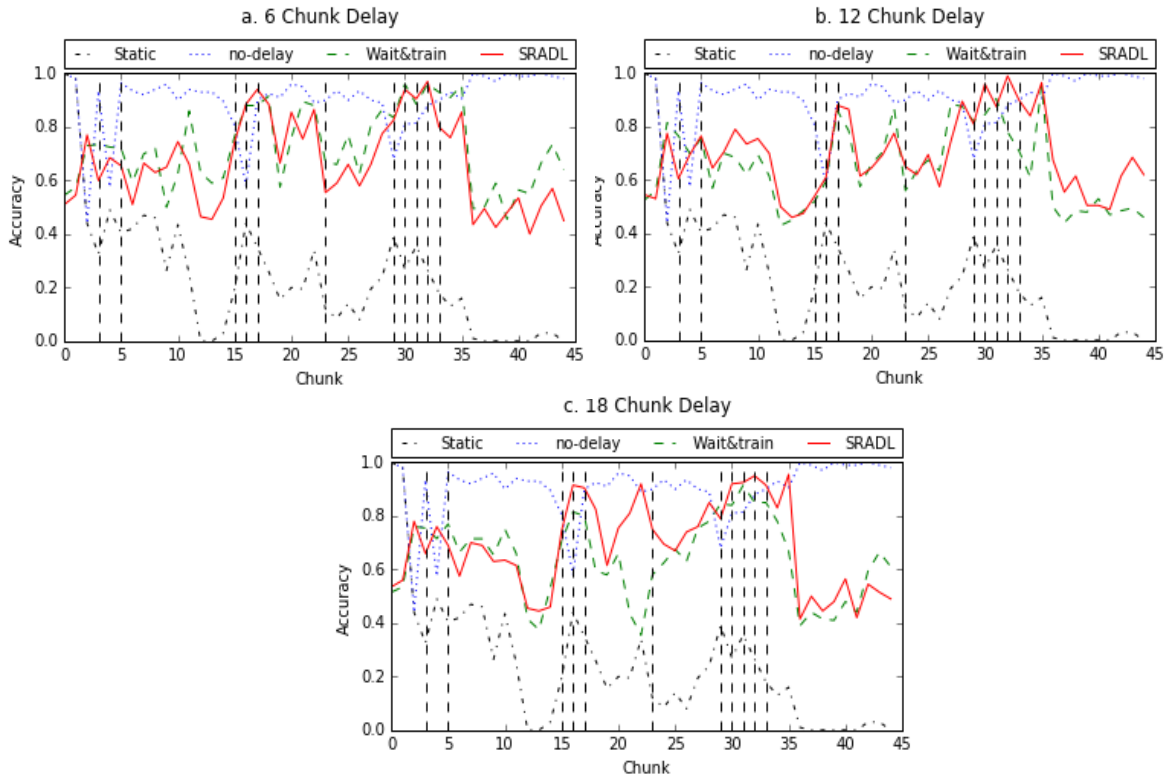 a. 6 Chunk Delay
Static no-delay Wait&train SRADL
1.0
0.8
0.6
0.4
0.2
0.0
Accuracy
0 5 10 15 20 25 30 35 40 45
Chunk
b. 12 Chunk Delay
Static no-delay Wait&train SRADL
1.0
0.8
0.6
0.4
0.2
0.0
Accuracy
0 5 10 15 20 25 30 35 40 45
Chunk
c. 18 Chunk Delay
Static no-delay Wait&train SRADL
1.0
0.8
0.6
0.4
0.2
0.0
Accuracy
0 5 10 15 20 25 30 35 40 45
Chunk